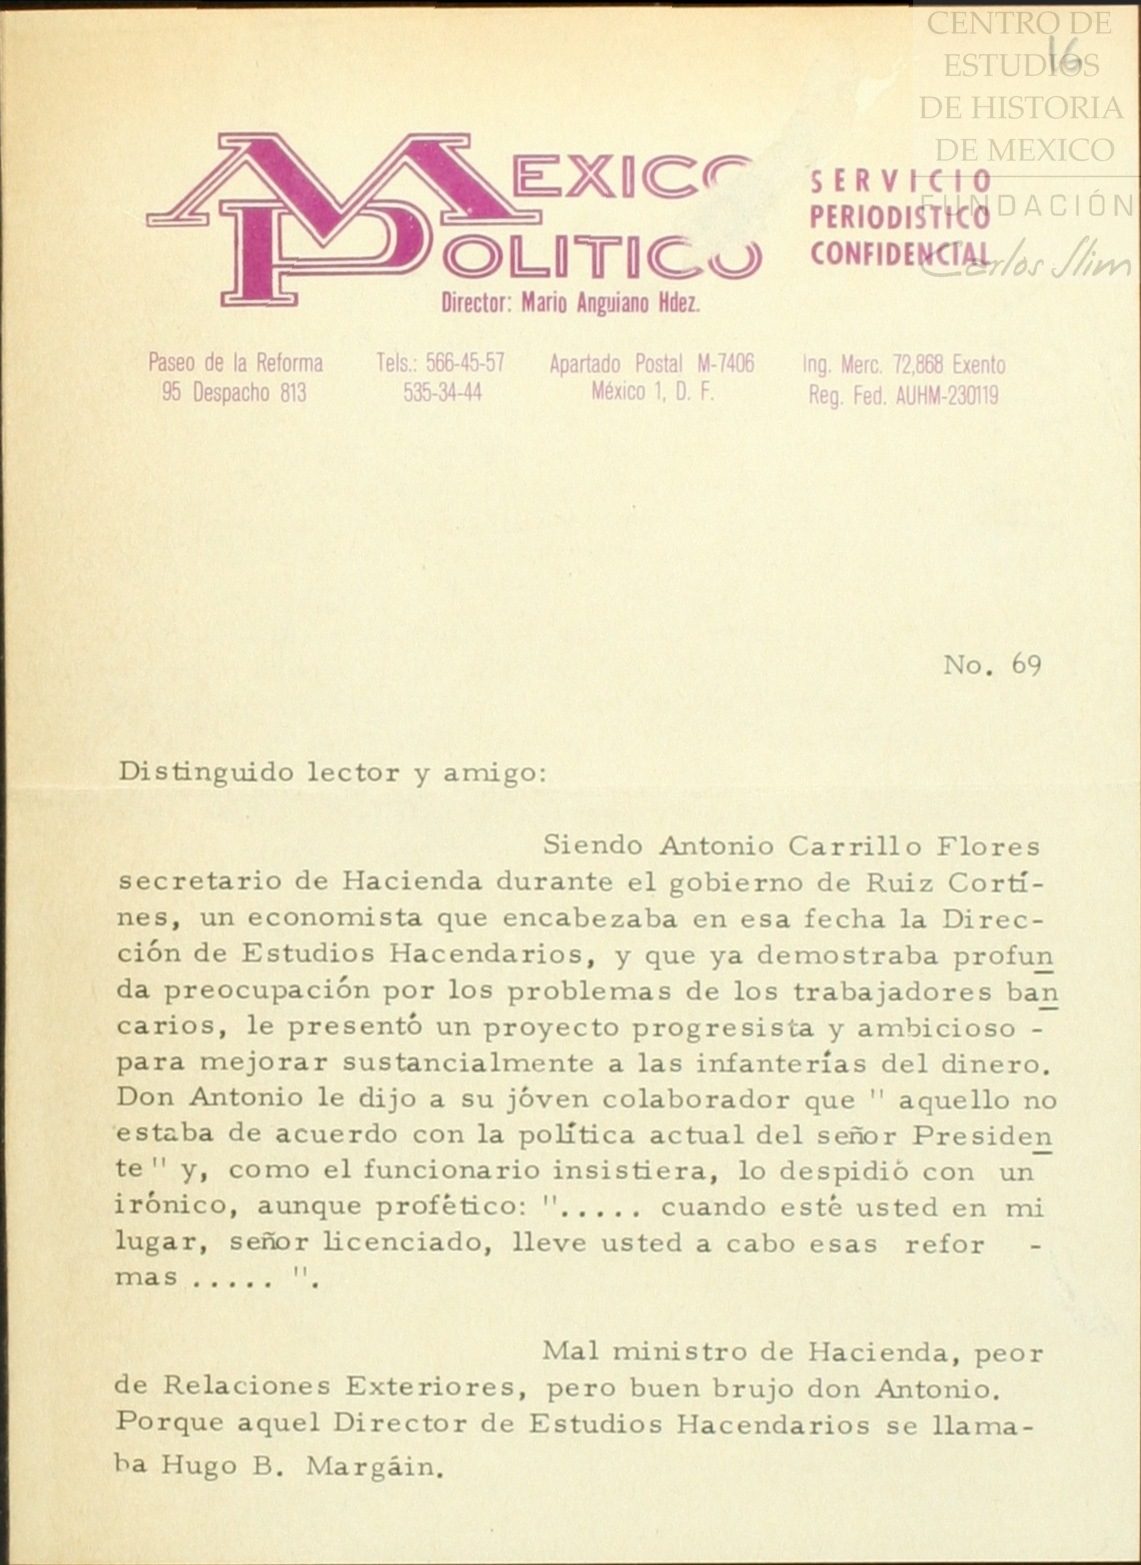 CENTRO DE
ESTUDIOS
DE HISTORIA
DE MEXICO
FUNDACIÓN
Carlos Slim
16
MEXICO
POLITICO
SERVICIO
PERIODISTICO
CONFIDENCIAL
Director: Mario Anguiano Hdez.
Paseo de la Reforma
95 Despacho 813
Tels.: 566-45-57
535-34-44
Apartado Postal M-7406
México 1, D. F.
Ing. Merc. 72,868 Exento
Reg. Fed. AUHM-230119
No. 69
Distinguido lector y amigo:
Siendo Antonio Carrillo Flores
secretario de Hacienda durante el gobierno de Ruiz Cortí-
nes, un economista que encabezaba en esa fecha la Direc-
ción de Estudios Hacendarios, y que ya demostraba profun
da preocupación por los problemas de los trabajadores ban
carios, le presentó un proyecto progresista y ambicioso -
para mejorar sustancialmente a las infanterías del dinero.
Don Antonio le dijo a su jóven colaborador que " aquello no
estaba de acuerdo con la política actual del señor Presiden
te " y, como el funcionario insistiera, lo despidió con un
irónico, aunque profético: "..... cuando esté usted en mi
lugar, señor licenciado, lleve usted a cabo esas refor -
mas ..... ".
Mal ministro de Hacienda, peor
de Relaciones Exteriores, pero buen brujo don Antonio.
Porque aquel Director de Estudios Hacendarios se llama-
ba Hugo B. Margáin.